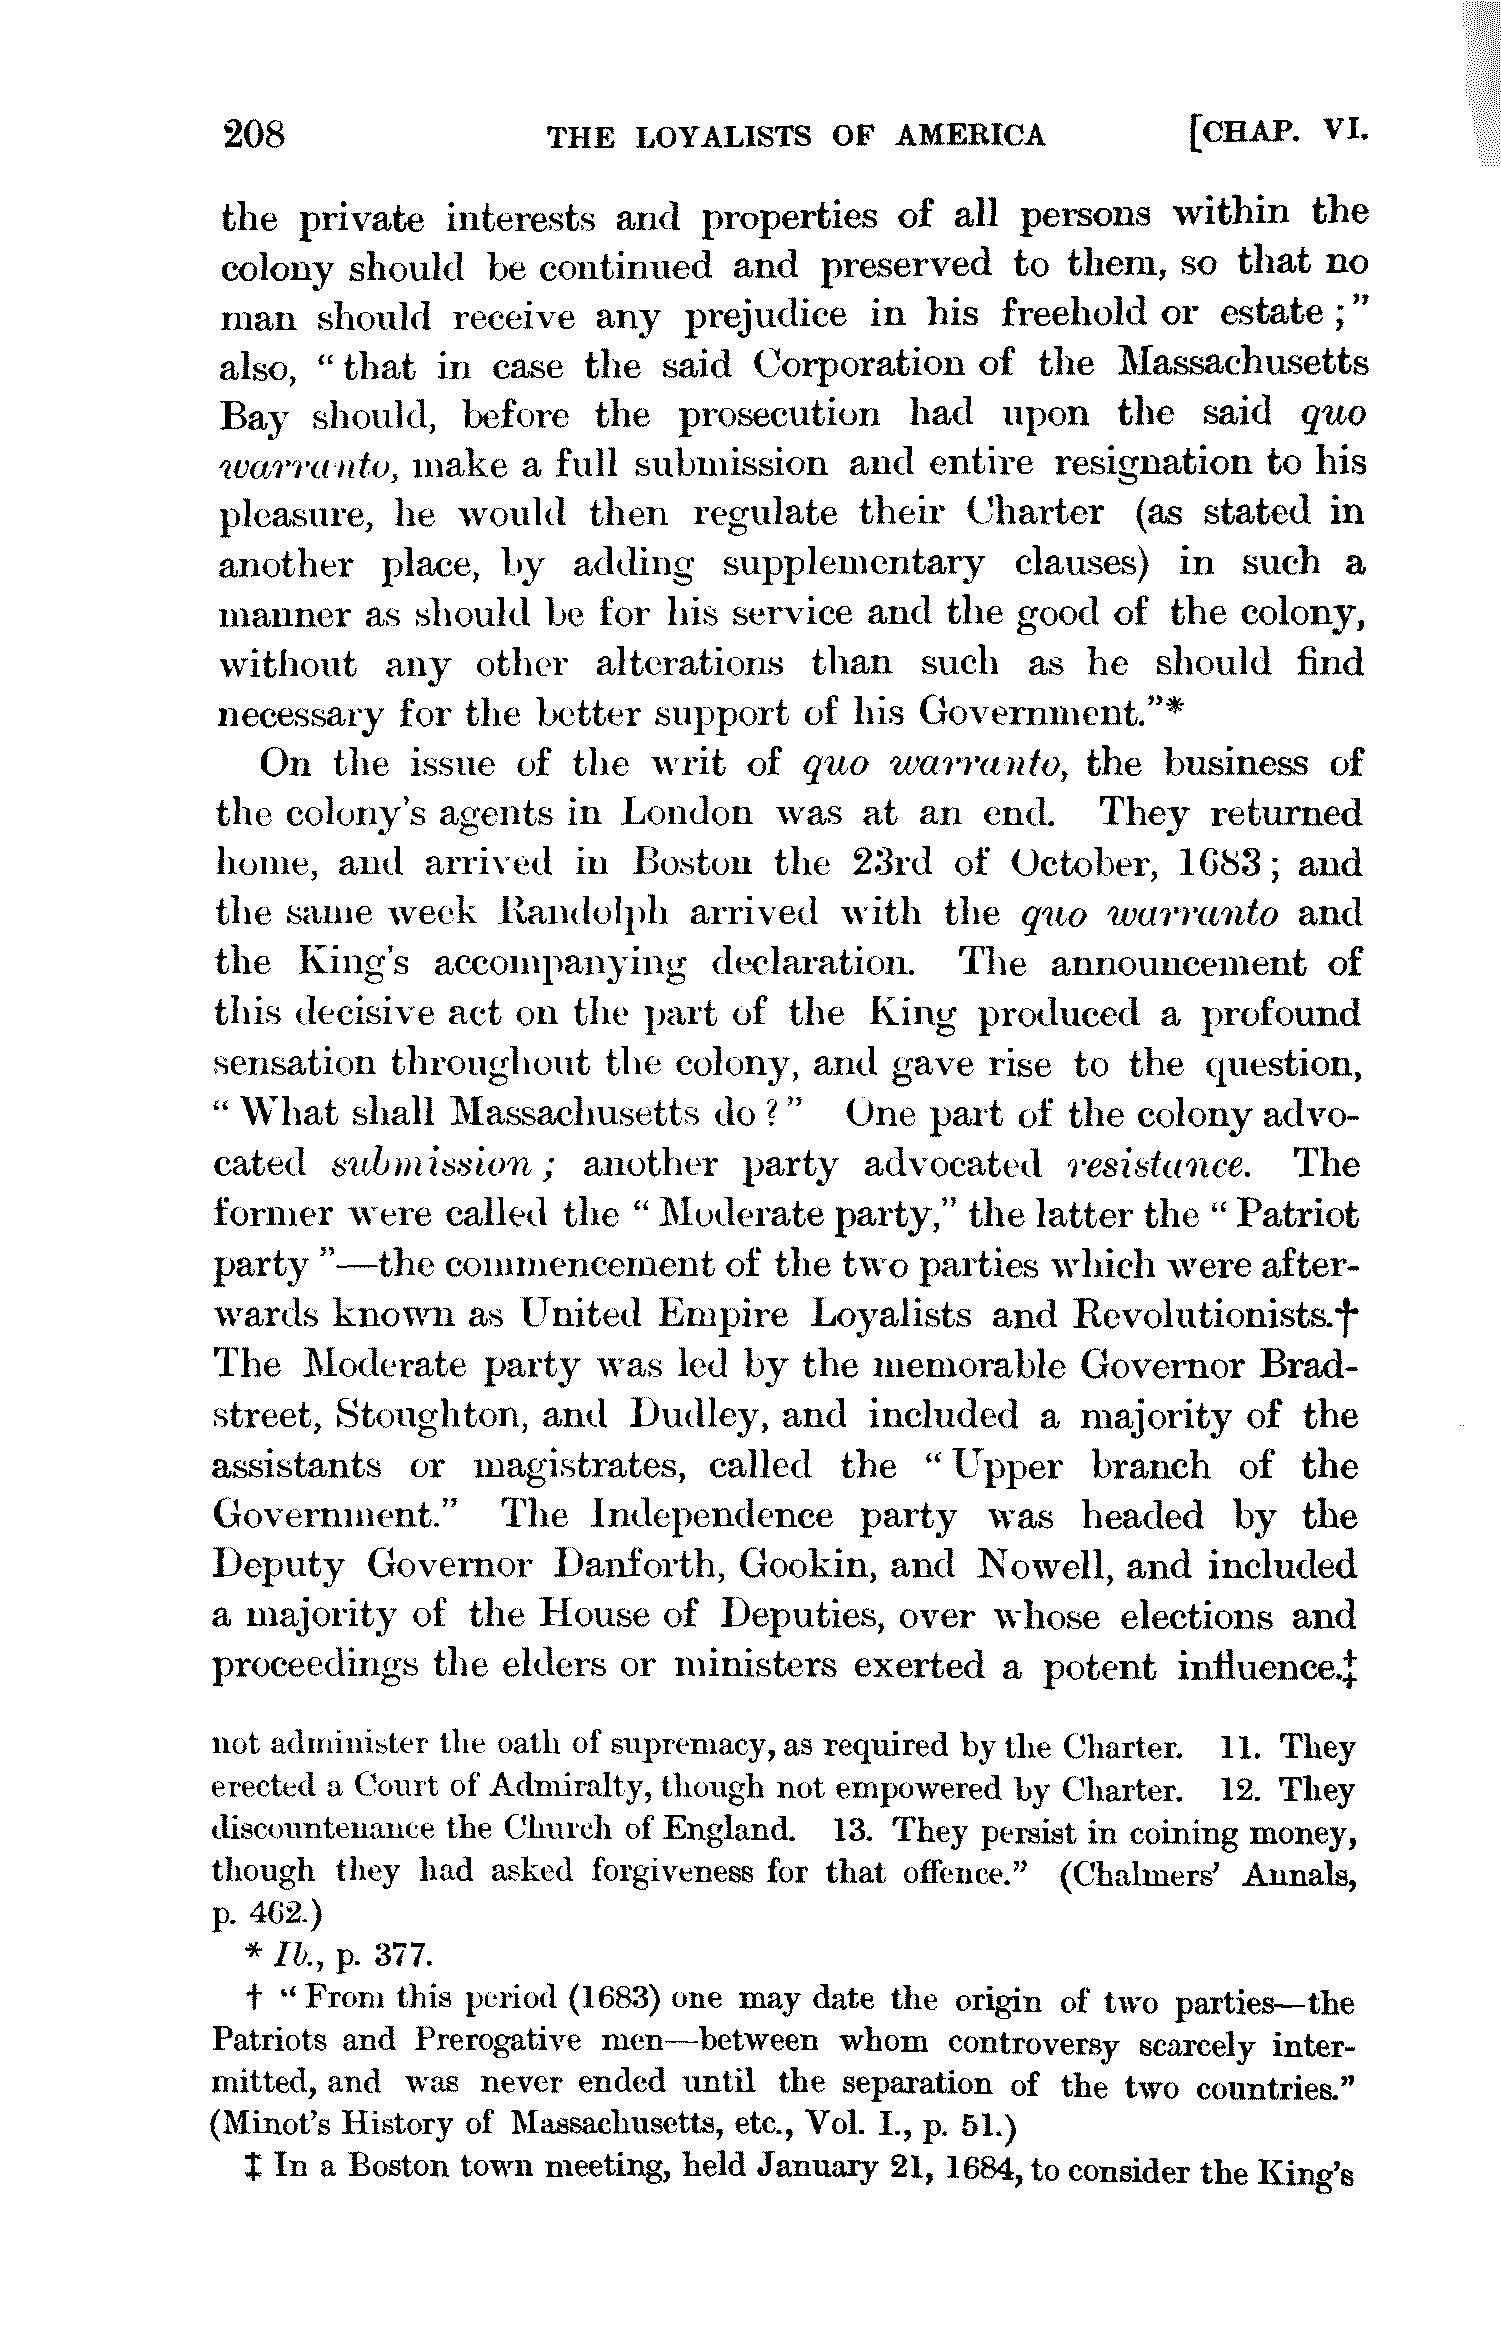 208 THE LOYALISTS OF AMERICA [CHAP. VI.
the private interests and properties of all persons within the
colony should be continued and preserved to them, so that no
man should receive any prejudice in his freehold or estate ;"
also, "that in case the said Corporation of the Massachusetts
Bay should, before the prosecution had upon the said quo
warranto, make a full submission and entire resignation to his
pleasure, he would then regulate their Charter (as stated in
another place, by adding supplementary clauses) in such a
manner as should be for his service and the good of the colony,
without any other alterations than such as he should find
necessary for the better support of his Government."*
On the issue of the writ of quo warranto, the business of
the colony's agents in London was at an end. They returned
home, and arrived in Boston the 23rd of October, 1683; and
the same week Randolph arrived with the quo warranto and
the King's accompanying declaration. The announcement of
this decisive act on the part of the King produced a profound
sensation throughout the colony, and gave rise to the question,
"What shall Massachusetts do?" One part of the colony advo-
cated submission; another party advocated resistance. The
former were called the "Moderate party," the latter the "Patriot
party"—the commencement of the two parties which were after-
wards known as United Empire Loyalists and Revolutionists.†
The Moderate party was led by the memorable Governor Brad-
street, Stoughton, and Dudley, and included a majority of the
assistants or magistrates, called the "Upper branch of the
Government." The Independence party was headed by the
Deputy Governor Danforth, Gookin, and Nowell, and included
a majority of the House of Deputies, over whose elections and
proceedings the elders or ministers exerted a potent influence.‡
not administer the oath of supremacy, as required by the Charter. 11. They
erected a Court of Admiralty, though not empowered by Charter. 12. They
discountenance the Church of England. 13. They persist in coining money,
though they had asked forgiveness for that offence." (Chalmers' Annals,
p. 462.)
* Ib., p. 377.
† "From this period (1683) one may date the origin of two parties—the
Patriots and Prerogative men—between whom controversy scarcely inter-
mitted, and was never ended until the separation of the two countries."
(Minot's History of Massachusetts, etc., Vol. I., p. 51.)
‡ In a Boston town meeting, held January 21, 1684, to consider the King's